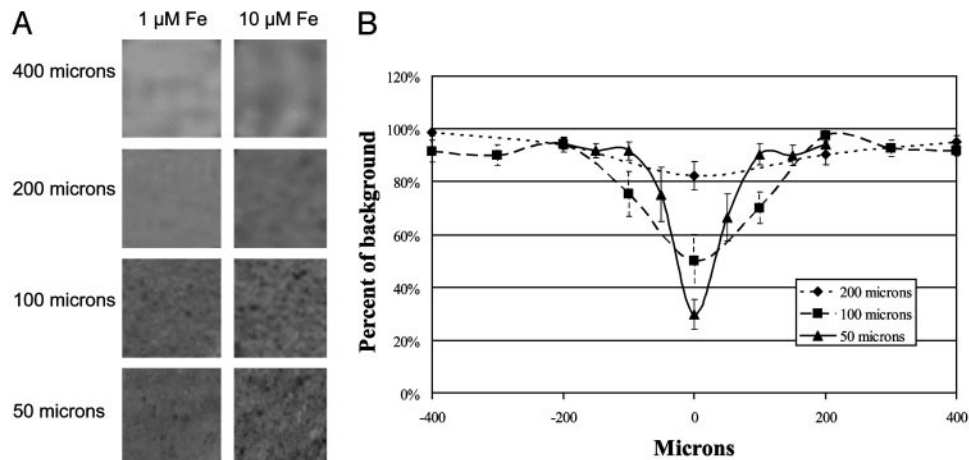 A
1 µM Fe 10 µM Fe
400 microns
200 microns
100 microns
50 microns
B
120%
100%
80%
60%
40%
20%
0%
Percent of background
-400 -200 0 200 400
Microns
200 microns
100 microns
50 microns